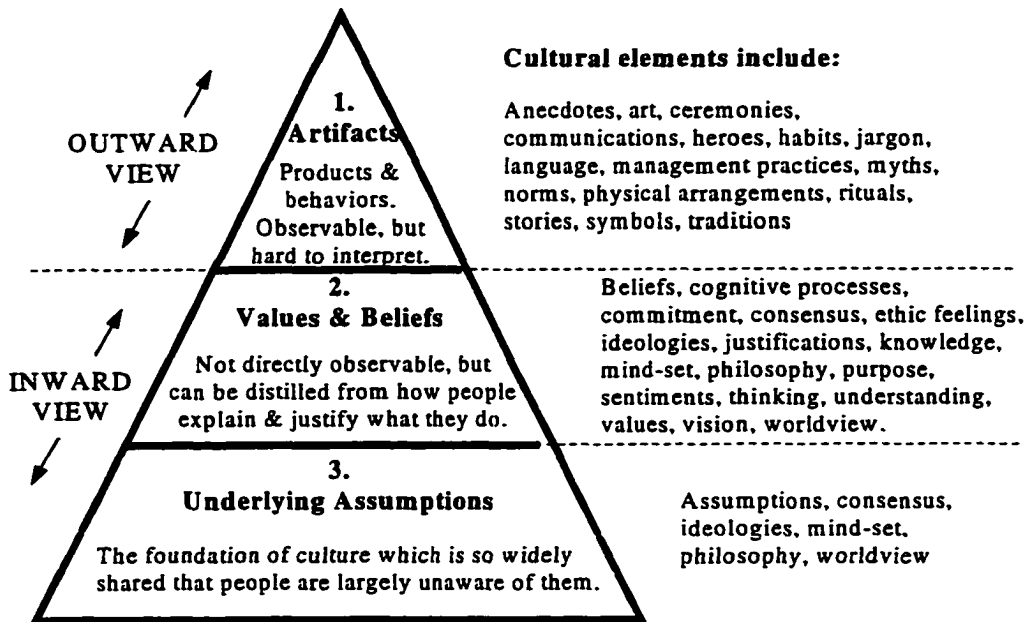 Cultural elements include:
OUTWARD
VIEW
1.
Artifacts
Products &
behaviors.
Observable, but
hard to interpret.
Anecdotes, art, ceremonies,
communications, heroes, habits, jargon,
language, management practices, myths,
norms, physical arrangements, rituals,
stories, symbols, traditions
INWARD
VIEW
2.
Values & Beliefs
Not directly observable, but
can be distilled from how people
explain & justify what they do.
Beliefs, cognitive processes,
commitment, consensus, ethic feelings,
ideologies, justifications, knowledge,
mind-set, philosophy, purpose,
sentiments, thinking, understanding,
values, vision, worldview.
3.
Underlying Assumptions
The foundation of culture which is so widely
shared that people are largely unaware of them.
Assumptions, consensus,
ideologies, mind-set,
philosophy, worldview